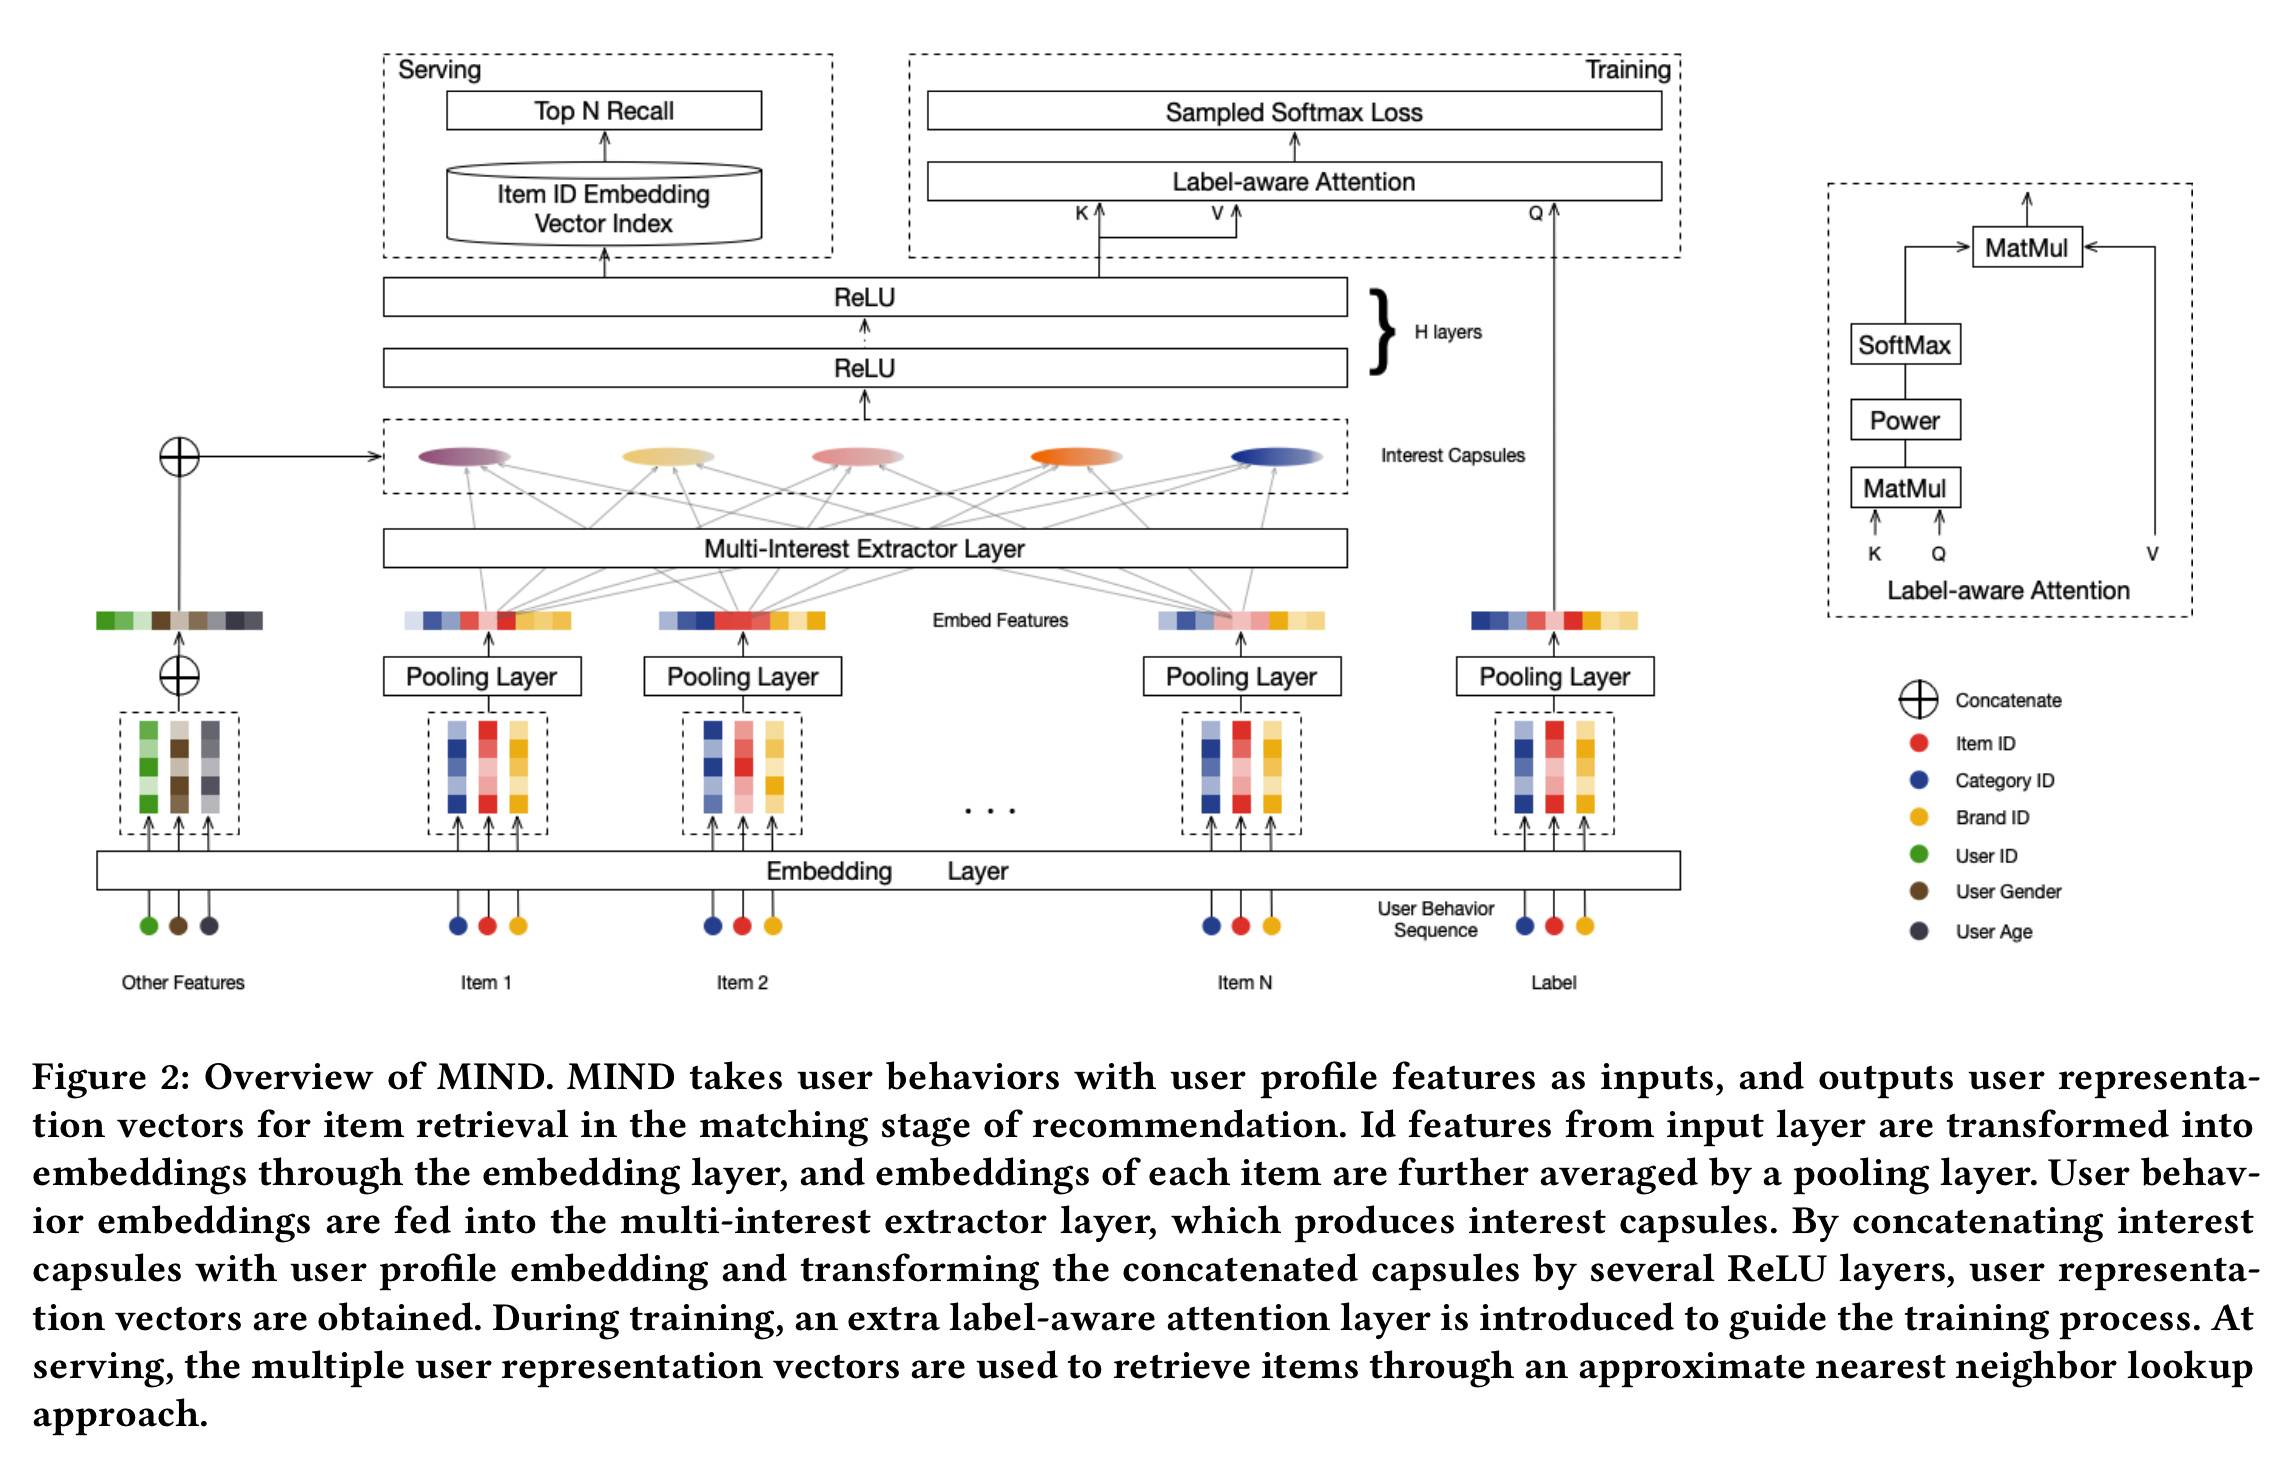 Serving
Training
Top N Recall
Sampled Softmax Loss
Item ID Embedding
Vector Index
Label-aware Attention
K
V
Q
ReLU
H layers
ReLU
Interest Capsules
Multi-Interest Extractor Layer
Embed Features
Pooling Layer
Pooling Layer
Pooling Layer
Pooling Layer
. . .
Embedding Layer
User Behavior
Sequence
Other Features
Item 1
Item 2
Item N
Label
MatMul
SoftMax
Power
MatMul
K
Q
V
Label-aware Attention
Concatenate
Item ID
Category ID
Brand ID
User ID
User Gender
User Age
Figure 2: Overview of MIND. MIND takes user behaviors with user profile features as inputs, and outputs user representa-
tion vectors for item retrieval in the matching stage of recommendation. Id features from input layer are transformed into
embeddings through the embedding layer, and embeddings of each item are further averaged by a pooling layer. User behav-
ior embeddings are fed into the multi-interest extractor layer, which produces interest capsules. By concatenating interest
capsules with user profile embedding and transforming the concatenated capsules by several ReLU layers, user representa-
tion vectors are obtained. During training, an extra label-aware attention layer is introduced to guide the training process. At
serving, the multiple user representation vectors are used to retrieve items through an approximate nearest neighbor lookup
approach.